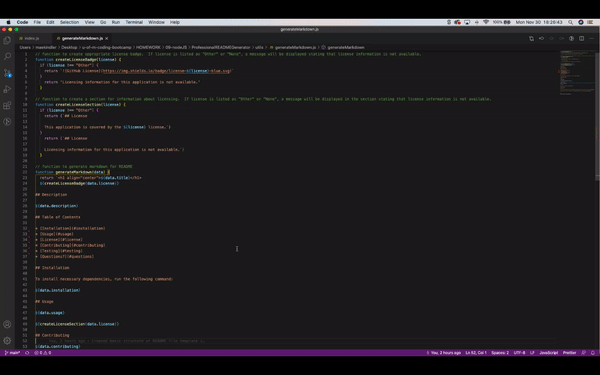 Code File Edit Selection View Go Run Terminal Window Help
100%
Mon Nov 30 19:26:43
generateMarkdown.js
index.js
generateMarkdown.js
Users > > Desktop > u-of-m-coding-bootcamp > HOMEWORK > 09-nodeJS > ProfessionalREADMEGenerator > utils > generateMarkdown.js > generateMarkdown
// function to create appropriate license badge. If license is listed as "Other" or "None", a message will be displayed stating that license information is not available.
function createLicenseBadge(license) {
if (license !== "Other") {
return `![Github License](https://img.shields.io/badge/license-${license}-blue.svg)`
}
return "Licensing information for this application is not available."
}
// function to create a section for information about licensing. If license is listed as "Other" or "None", a message will be displayed in the section stating that license information is not available.
function createLicenseSection(license) {
if (license !== "Other") {
return (`## License
This application is covered by the ${license} license.`)
}
return (`## License
Licensing information for this application is not available.`)
}
// function to generate markdown for README
function generateMarkdown(data) {
return `<h1 align="center">${data.title}</h1>
${createLicenseBadge(data.license)}
## Description
${data.description}
## Table of Contents
* [Installation](#installation)
* [Usage](#usage)
* [License](#license)
* [Contributing](#contributing)
* [Testing](#testing)
* [Questions?](#questions)
## Installation
To install necessary dependencies, run the following command:
${data.installation}
## Usage
${data.usage}
${createLicenseSection(data.license)}
## Contributing
${data.contributing}
main*
0
0
You, 2 hours ago
Ln 52, Col 1
Spaces: 2
UTF-8
LF
JavaScript
Prettier